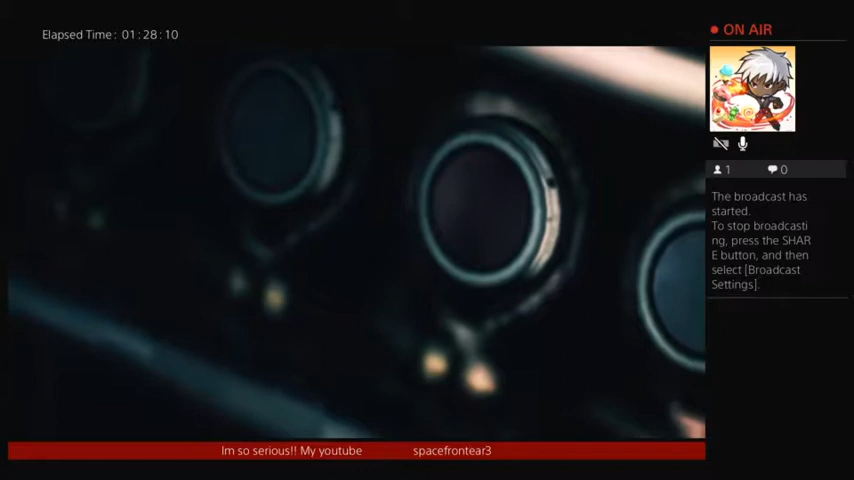 Elapsed Time: 01:28:10
ON AIR
1 0
The broadcast has
started.
To stop broadcasti
ng, press the SHAR
E button, and then
select [Broadcast
Settings].
Im so serious!! My youtube spacefrontear3